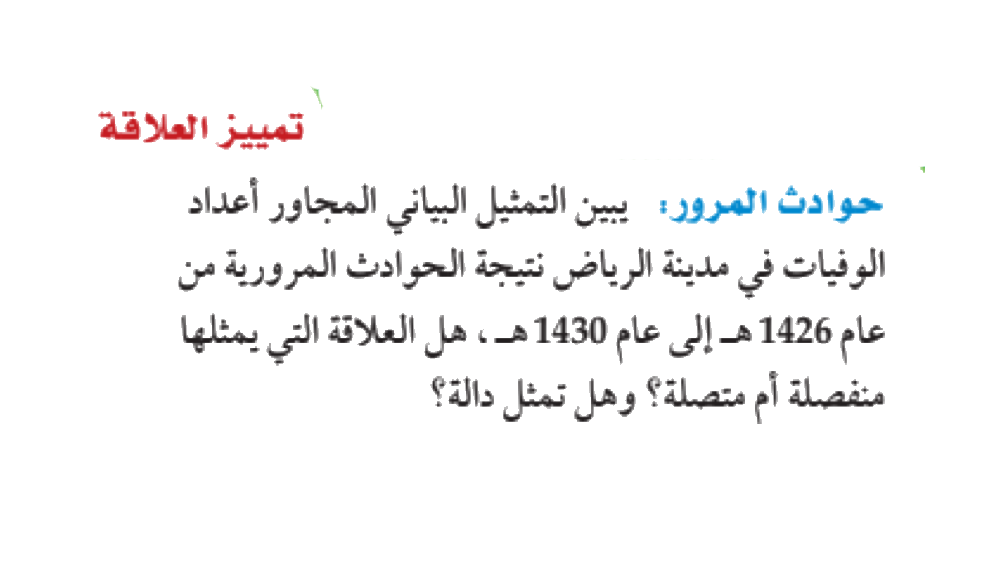 تمييز العلاقة
حوادث المرور: يبين التمثيل البياني المجاور أعداد
الوفيات في مدينة الرياض نتيجة الحوادث المرورية من
عام 1426 هـ إلى عام 1430 هـ ، هل العلاقة التي يمثلها
منفصلة أم متصلة؟ وهل تمثل دالة؟